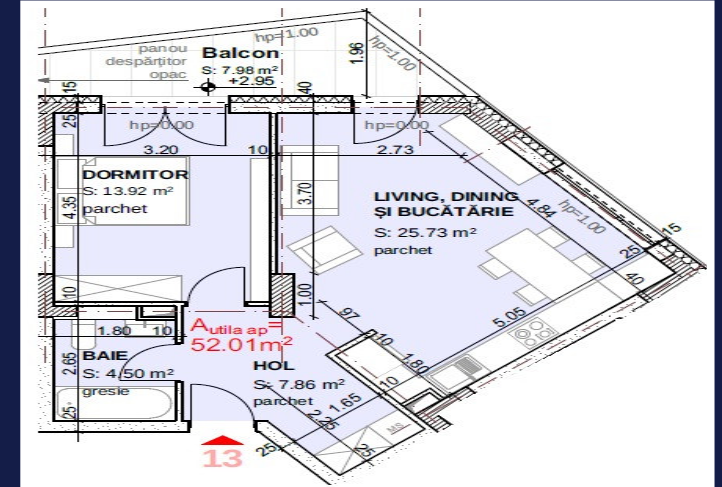 hp=1.00
panou
despărțitor
opac
Balcon
S: 7.98 m²
+2.95
1.96
hp=1.00
15
40
25
hp=0.00
hp=0.00
3.20
10
2.73
DORMITOR
S: 13.92 m²
parchet
4.35
3.70
LIVING, DINING
ȘI BUCĂTĂRIE
S: 25.73 m²
parchet
4.84
hp=1.00
15
25
40
10
1.00
97
5.05
1.80
10
A utila ap=
52.01m²
10
1.80
BAIE
S: 4.50 m²
gresie
2.65
25
HOL
S: 7.86 m²
parchet
10
1.65
2.25
MS
25
25
13